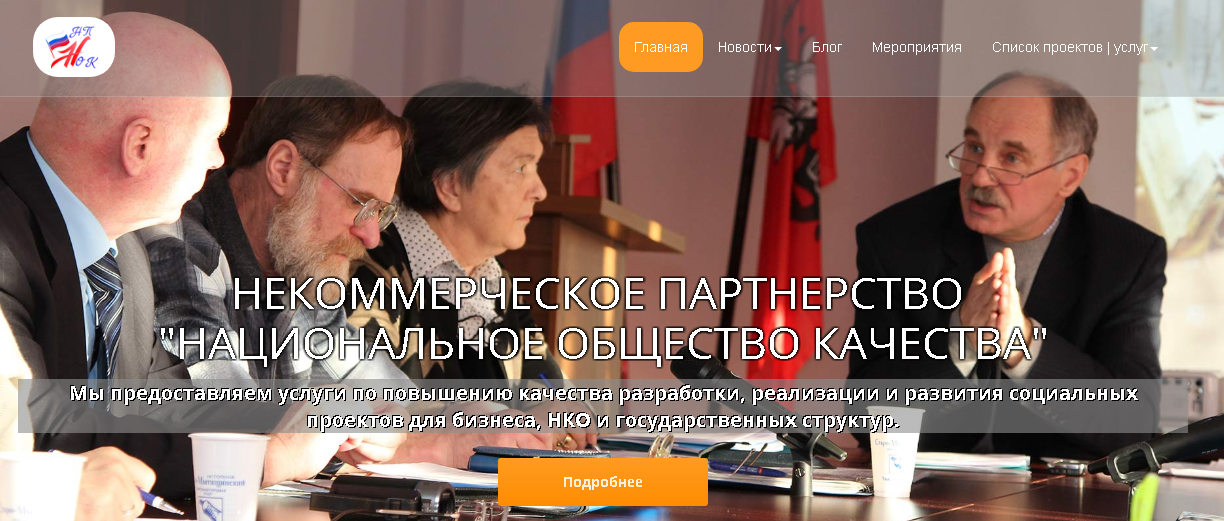 НП
НОК
Главная
Новости
Блог
Мероприятия
Список проектов | услуг
НЕКОММЕРЧЕСКОЕ ПАРТНЕРСТВО
"НАЦИОНАЛЬНОЕ ОБЩЕСТВО КАЧЕСТВА"
Мы предоставляем услуги по повышению качества разработки, реализации и развития социальных
проектов для бизнеса, НКО и государственных структур.
Подробнее